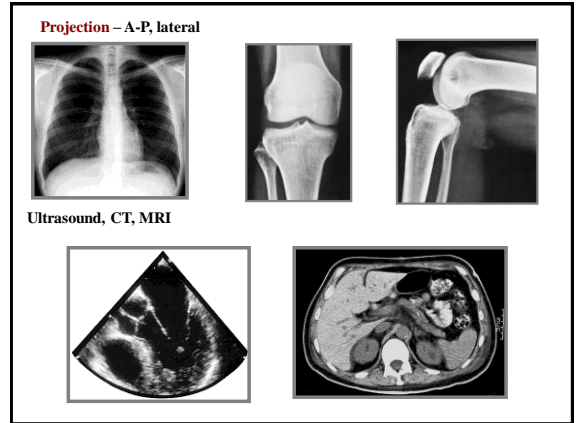 Projection – A-P, lateral
Ultrasound, CT, MRI